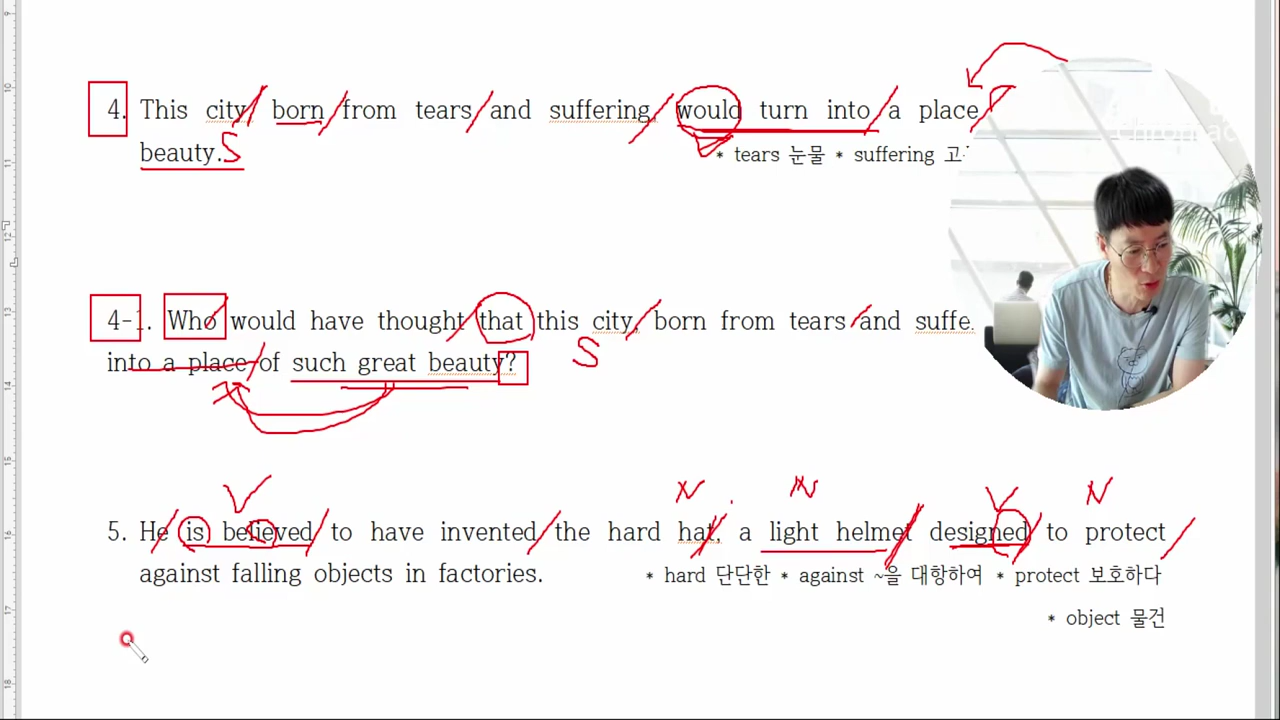 4. This city born from tears and suffering, would turn into a place
beauty.
* tears 눈물 * suffering
4-1. Who would have thought that this city, born from tears and
into a place of such great beauty?
5. He is believed to have invented the hard hat, a light helmet designed to protect
against falling objects in factories.
* hard 단단한 * against ~을 대항하여 * protect 보호하다
* object 물건
S
S
V
N
N
V
N